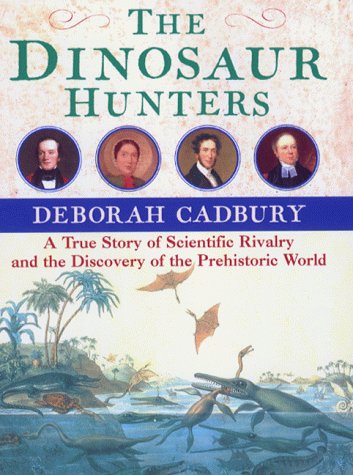 THE
DINOSAUR
HUNTERS
DEBORAH CADBURY
A True Story of Scientific Rivalry
and the Discovery of the Prehistoric World